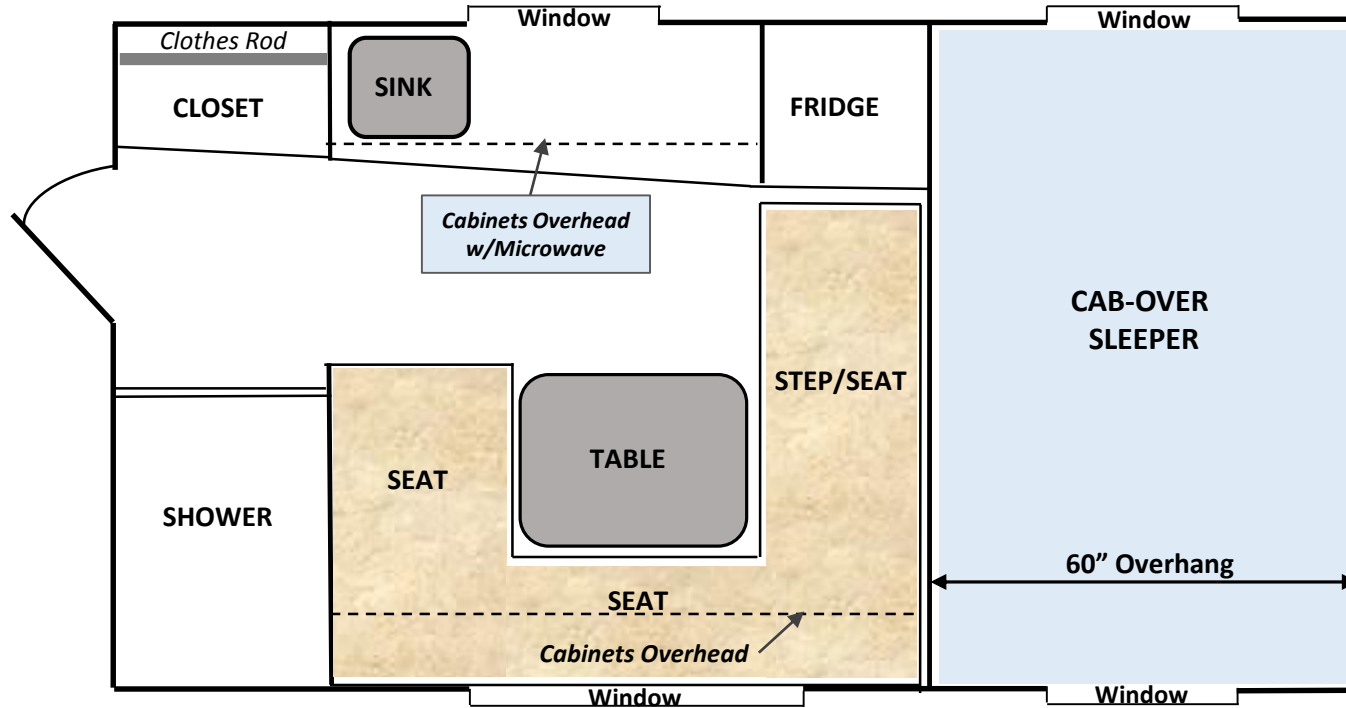 Window
Window
Clothes Rod
CLOSET
SINK
FRIDGE
Cabinets Overhead
w/Microwave
CAB-OVER
SLEEPER
STEP/SEAT
TABLE
SEAT
SHOWER
60” Overhang
SEAT
Cabinets Overhead
Window
Window